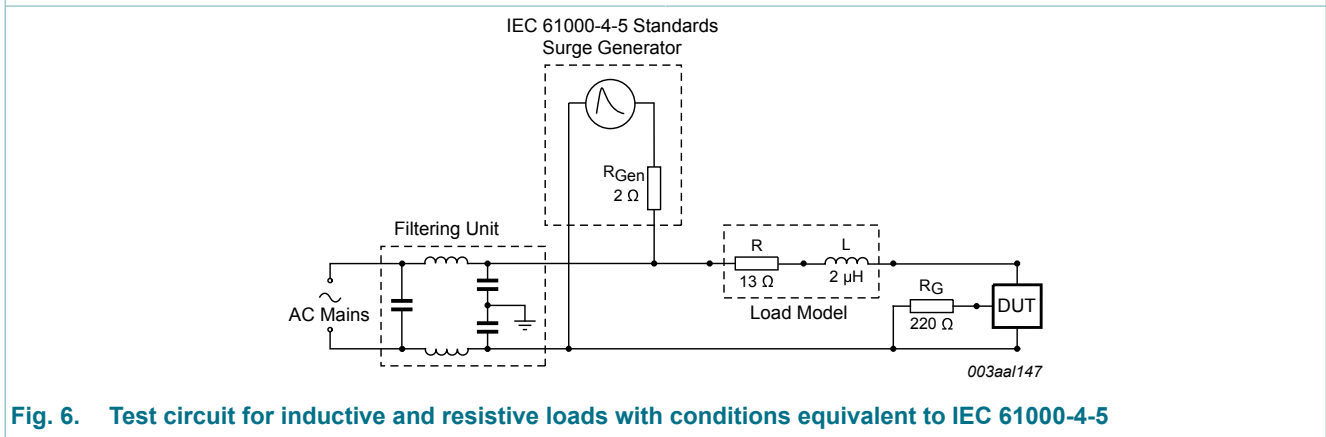 IEC 61000-4-5 Standards
Surge Generator
RGen
2 Ω
Filtering Unit
R
L
13 Ω
2 μH
RG
DUT
AC Mains
Load Model
220 Ω
003aal147
Fig. 6. Test circuit for inductive and resistive loads with conditions equivalent to IEC 61000-4-5